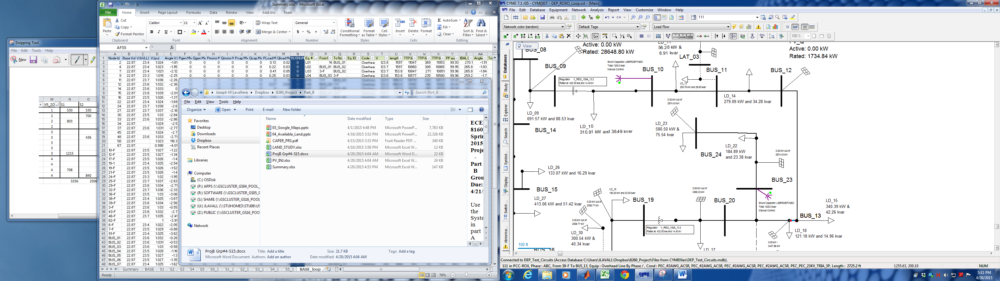 Snipping Tool
File Edit Tools Help
New
M N O
VR_ZO S1 S2
1 530 530
2 700
2 803
2
3
3 436
3
3
3 1215
4
4
4 708
4 840
3256 2506
Summary.xlsx - Microsoft Excel
File Home Insert Page Layout Formulas Data Review View Add-Ins Team
Cut
Copy
Format Painter
Paste
Calibri 11
B I U
Wrap Text
Merge & Center
General
$ % ,
Conditional Formatting
Format as Table
Cell Styles
Insert Delete Format
AutoSum
Fill
Clear
Sort & Filter
Find & Select
Clipboard Font Alignment Number Styles Cells Editing
AF55 fx
A B C D E F G H I J K L M N O P Q R S T U V W X Y Z AA
1 Node Id Base Vol V (kVLL) V (pu) Angle V ( Pgen MW Qgen Mv Pmotor M Qmotor M Pcap MW Qcap Mv PLoad M Qload M BUSNUM Eq. # From To No Eq. ID Code V length TTP (k TTP (k TTP (k PF av IBAL ( Angle
2 2 22.87 23.4 1.024 -1.81 0 0 0 0 0 0 0.13 0.02 0 L01 14 BUS_01 Overhea 123.8 1597 11047 369 11053 99.93 270.1 -1.91
3 4 22.87 23.4 1.023 -1.95 0 0 0 0 0 0 0.22 0.03 0 L02 BUS_01 BUS_02 Overhea 123.7 1597 10860 308 10865 99.95 265.8 -1.83
4 7 22.87 23.4 1.021 -2.12 0 0 0 0 0 0 0.41 0.05 0 L03 3-F BUS_02 Overhea 123.7 153.8 10847 271 10851 99.96 265.8 -1.84
5 9 22.87 23.3 1.019 -2.25 0 0 0 0 0 0 0.25 0.03 0 L04 BUS_03 3-F Overhea 123.6 153.8 10577 235 10580 99.96 259.2 -1.7
6 11 22.87 23.7 1.036 -2.26
7 12 22.87 23.6 1.032 -2.36
8 14 22.87 23.6 1.033 0
9 15 22.87 23.8 1.039 -2.01
10 16 22.87 23.5 1.026 -1.37
11 22 22.87 23.4 1.024 -1.69
12 24 22.87 23.7 1.038 -2.6
13 27 22.87 23.7 1.037 -2.18
14 30 22.87 23.5 1.03 -2.84
15 33 22.87 23.6 1.033 -2.86
16 34 22.87 1.029 -2.5
17 37 22.87 23.6 1.031 -2.77
18 45 22.87 1.024 -2.7
19 48 22.87 23.6 1.033 -2.71
20 58 22.87 1.023 118.3
21 67 22.87 0.998 -4.01
22 10-F 22.87 23.5 1.027 -1.22
23 12-F 22.87 23.5 1.027 -1.34
24 17-F 22.87 23.5 1.026 -1.4
25 19-1 22.87 23.4 1.025 -2.54
26 19-F 22.87 23.5 1.026 -1.52
27 21-F 22.87 23.5 1.026 -1.4
28 24-F 22.87 23.3 1.02 -1.95
29 25-F 22.87 23.7 1.037 -2.63
30 29-F 22.87 23.6 1.034 -2.71
31 32-F 22.87 23.7 1.036 -2.33
32 36-F 22.87 23.5 1.03 -3.06
33 38-F 22.87 23.4 1.025 -3.67
34 39-F 22.87 23.6 1.034 -2.56
35 3-F 22.87 23.6 1.03 -0.55
36 43-F 22.87 23.6 1.032 -2.7
37 46-F 22.87 23.7 1.035 -2.41
38 62-F 22.87 1 -3.91
39 6-F 22.87 23.4 1.022 -2.05
40 7-F 22.87 23.5 1.029 -0.88
41 91-F 22.87 23.4 1.025 -3.62
42 BUS_01 22.87 23.6 1.032 -0.26
43 BUS_02 22.87 23.6 1.031 -0.53
44 BUS_03 22.87 23.6 1.03 -0.58
45 BUS_04 22.87 23.5 1.028 -1.16
46 BUS_05 22.87 23.5 1.027 -1.3
47 BUS_06 22.87 23.5 1.027 -1.35
48 BUS_07 22.87 23.4 1.025 -1.62
Summary BASE S1 S2 S3 S4 S5 S0_1 S1_1 S2_1 S3_1 S4_1 S5_1 BASE_loop
Ready 70%
Joseph M Lavalliere Dropbox 8260_Project Part_B
Search Part_B
File Edit View Tools Help
Organize Open Print E-mail New folder
Favorites
Desktop
Downloads
Dropbox
Recent Places
Libraries
Computer
(C:) OSDisk
(P:) APPS (\\GSCLUSTER_GS04_POOL_
(R:) SOFTWARE (\\GSCLUSTER_GS05_P
(S:) SHARE (\\GSCLUSTER_GS16_POOL_
(U:) JLAVALL (\\STUHOME3\STU08\US
(Z:) PUBLIC (\\GSCLUSTER_GS16_POO
Network
Name Date modified Type Size
03_Google_Maps.pptx 4/1/2015 4:48 PM Microsoft PowerP... 7,783 KB
04_Available_Land.pptx 4/16/2015 3:52 PM Microsoft PowerP... 22,326 KB
CAPER_PRS.pdf 4/15/2015 3:33 PM Foxit Reader PDF ... 340 KB
LAND_STUDY.xlsx 4/16/2015 3:58 PM Microsoft Excel W... 12 KB
ProjB Grp#4-S15.docx 4/20/2015 4:04 AM Microsoft Word D... 22 KB
PV_INJ.xlsx 4/20/2015 4:04 AM Microsoft Excel W... 24 KB
Summary.xlsx 4/20/2015 4:53 PM Microsoft Excel W... 147 KB
ECE
8160
Sprin
2015
Proje
-
Part
B
Grou
Due:
4/21/
Use
the
Syste
in
part
A
ProjB Grp#4-S15.docx Title: Add a title Size: 21.7 KB Tags: Add a tag
Microsoft Word Document Authors: Add an author Date modified: 4/20/2015 4:04 AM
CYME 7.1 r05 - CYMDIST - DEP_ROXO_Loop.xst - [Main]
File Edit Database Equipment Network Analysis Report View Customize Window Help
111
Network color (random) Default Tags Load Flow SI IMP
100 %
View
Databases
Study
Explorer
Search
Symbol...
Display
Switch ...
Abnorma...
BUS_08
56.28 kW &
6.91 kvar
Active: 0.00 kW
Rated: 28648.80 kW
Active: 0.00 kW
Rated: 1734.84 kW
LAT_03
Shunt Capacitor USERDEFINED
Total 1200.0 kvar
Manual Control
BUS_09
BUS_10
BUS_11
BUS_12
Regulator V_REG_100A_13.2
Rated at: 432.00 kva and 14.40 kV
LD_12
255.76 kW and 29.60 kvar
LD_14
279.09 kW and 34.28 kvar
0.00 kW out of
2874.43 kW
LD_09
691.57 kW and 88.53 kvar
LD_10
310.91 kW and 38.49 kvar
BUS_14
LD_23
580.50 kW &
75.54 kvar
LD_22
184.89 kW
and 23.38 kvar
BUS_24
0.00 kW out of
2874.43 kW
LD_26
133.07 kW and 16.29 kvar
BUS_23
BUS_15
LD_16
190.20 kW and 23.55 kvar
0.00 kW out of
3366.23 kW
LD_27
413.06 kW and 51.42 kvar
0.00 kW out of
2006.77 kW
BUS_19
BUS_20
Shunt Capacitor USERDEFINED
Total 1200.0 kvar
Manual Control
LD_15
340.39 kW &
42.26 kvar
BUS_13
0.00 kW out of
2006.77 kW
Regulator V_REG_100A_13.2
Rated at: 432.00 kva and 14.40 kV
LD_30
300.54 kW &
40.34 kvar
LD_18
121.18 kW and 14.96 kvar
0.00 kW /
3437.86 kW
100 ft
BUS_16
LD_17
Connected to DEP_Test_Circuits (Access Database C:\Users\JLAVALL\Dropbox\8260_Project\Files from CYMEfiles\DEP_Test_Circuits.mdb).
111 in PCC-ROX, Phase : ABC, From 39-F To BUS_13, Equip : Overhead Line By Phase / , Cond : PEC_#2AWG_ACSR, PEC_#2AWG_ACSR, PEC_#2AWG_ACSR, PEC_#2AWG_ACSR, PEC_PEC_23KV_TRIA_3P, Length : 2725.2 ft 1255.63, 209.19 NUM
5:11 PM
4/20/2015